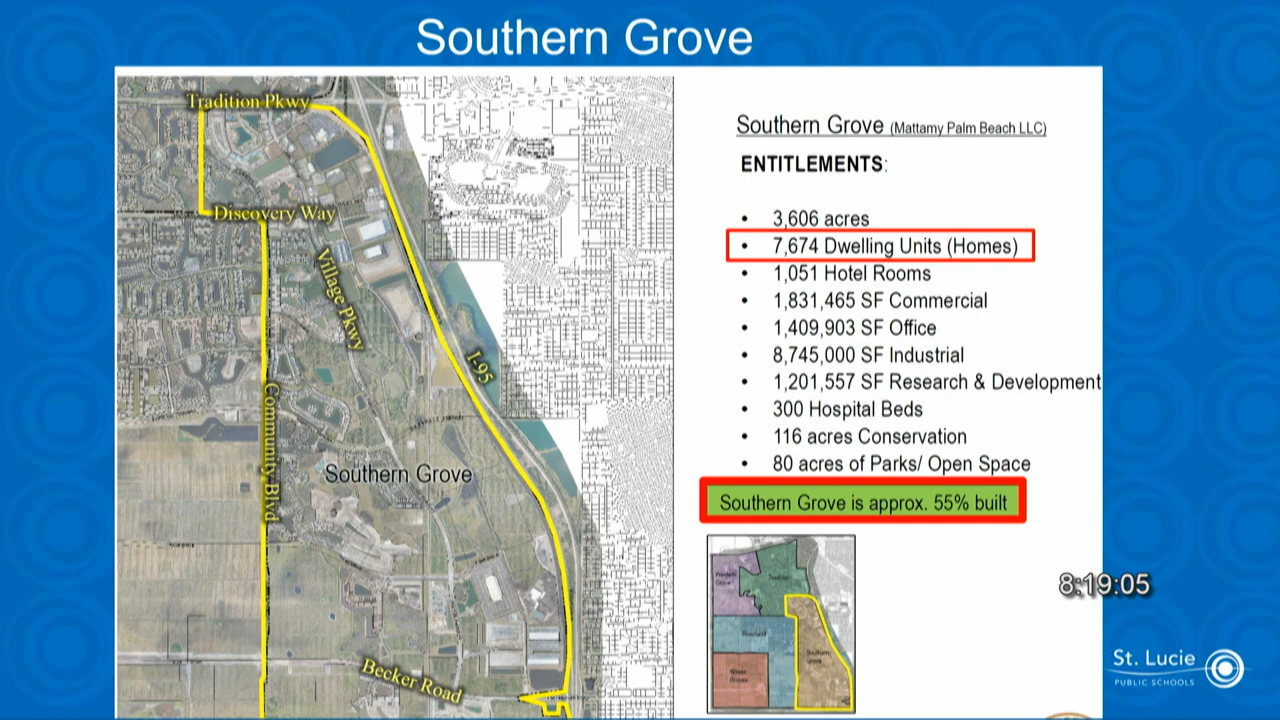 Southern Grove
Tradition Pkwy
Discovery Way
Village Pkwy
I-95
Community Blvd
Southern Grove
Becker Road
Southern Grove (Mattamy Palm Beach LLC)
ENTITLEMENTS:
• 3,606 acres
• 7,674 Dwelling Units (Homes)
• 1,051 Hotel Rooms
• 1,831,465 SF Commercial
• 1,409,903 SF Office
• 8,745,000 SF Industrial
• 1,201,557 SF Research & Development
• 300 Hospital Beds
• 116 acres Conservation
• 80 acres of Parks/ Open Space
Southern Grove is approx. 55% built
Tradition
Riverland
Southern
Grove
8:19:05
St. Lucie
PUBLIC SCHOOLS